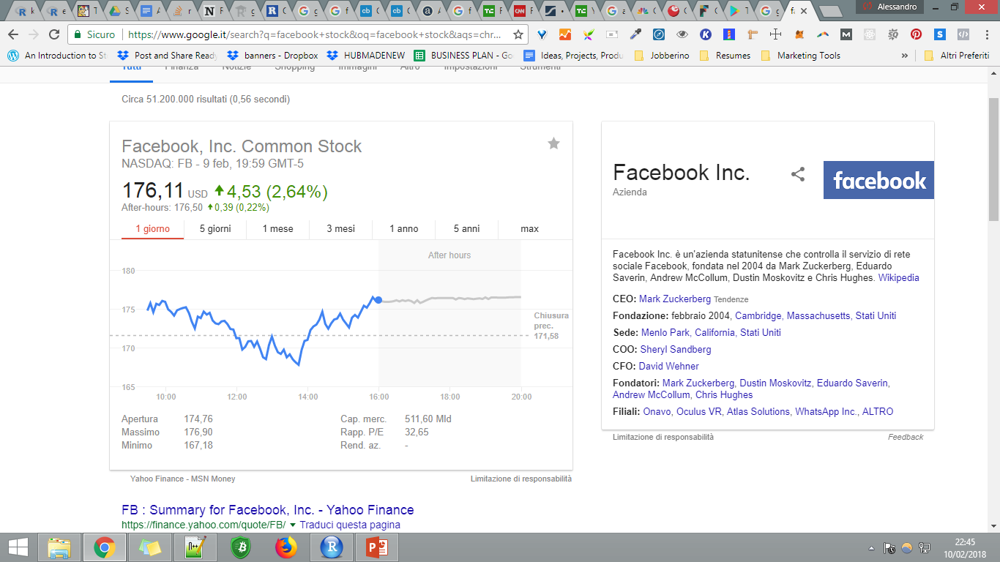 Alessandro
Sicuro
https://www.google.it/search?q=facebook+stock&oq=facebook+stock&aqs=chr...
An Introduction to St
Post and Share Ready
banners - Dropbox
HUBMADENEW
BUSINESS PLAN - Go
Ideas, Projects, Produ
Jobberino
Resumes
Marketing Tools
»
Altri Preferiti
Tutti Finanza Notizie Shopping Immagini Altro Impostazioni Strumenti
Circa 51.200.000 risultati (0,56 secondi)
Facebook, Inc. Common Stock
NASDAQ: FB - 9 feb, 19:59 GMT-5
176,11 USD 4,53 (2,64%)
After-hours: 176,50 0,39 (0,22%)
1 giorno 5 giorni 1 mese 3 mesi 1 anno 5 anni max
After hours
180
175
170
165
Chiusura
prec.
171,58
10:00 12:00 14:00 16:00 18:00 20:00
Apertura 174,76 Cap. merc. 511,60 Mld
Massimo 176,90 Rapp. P/E 32,65
Minimo 167,18 Rend. az. -
Yahoo Finance - MSN Money
Limitazione di responsabilità
FB : Summary for Facebook, Inc. - Yahoo Finance
https://finance.yahoo.com/quote/FB/ Traduci questa pagina
Facebook Inc.
Azienda
facebook
Facebook Inc. è un'azienda statunitense che controlla il servizio di rete
sociale Facebook, fondata nel 2004 da Mark Zuckerberg, Eduardo
Saverin, Andrew McCollum, Dustin Moskovitz e Chris Hughes. Wikipedia
CEO: Mark Zuckerberg Tendenze
Fondazione: febbraio 2004, Cambridge, Massachusetts, Stati Uniti
Sede: Menlo Park, California, Stati Uniti
COO: Sheryl Sandberg
CFO: David Wehner
Fondatori: Mark Zuckerberg, Dustin Moskovitz, Eduardo Saverin,
Andrew McCollum, Chris Hughes
Filiali: Onavo, Oculus VR, Atlas Solutions, WhatsApp Inc., ALTRO
Limitazione di responsabilità
Feedback
22:45
10/02/2018